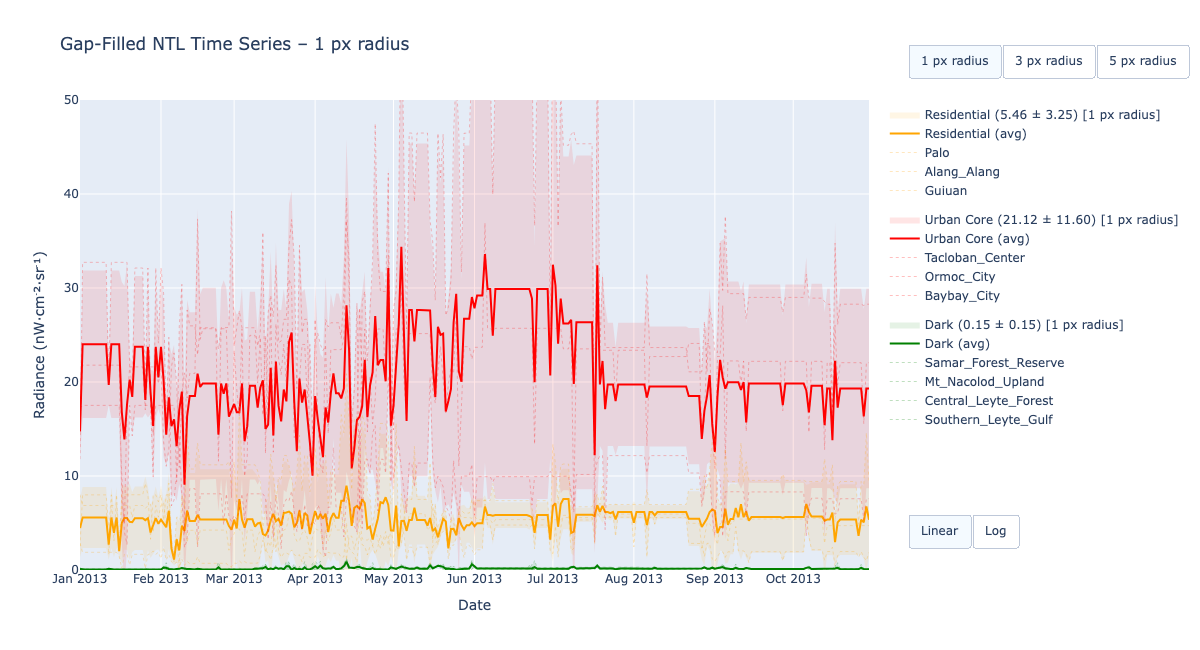 Gap-Filled NTL Time Series – 1 px radius
1 px radius
3 px radius
5 px radius
Radiance (nW·cm⁻²·sr⁻¹)
50
40
30
20
10
0
Jan 2013
Feb 2013
Mar 2013
Apr 2013
May 2013
Jun 2013
Jul 2013
Aug 2013
Sep 2013
Oct 2013
Date
Residential (5.46 ± 3.25) [1 px radius]
Residential (avg)
Palo
Alang_Alang
Guiuan
Urban Core (21.12 ± 11.60) [1 px radius]
Urban Core (avg)
Tacloban_Center
Ormoc_City
Baybay_City
Dark (0.15 ± 0.15) [1 px radius]
Dark (avg)
Samar_Forest_Reserve
Mt_Nacolod_Upland
Central_Leyte_Forest
Southern_Leyte_Gulf
Linear
Log